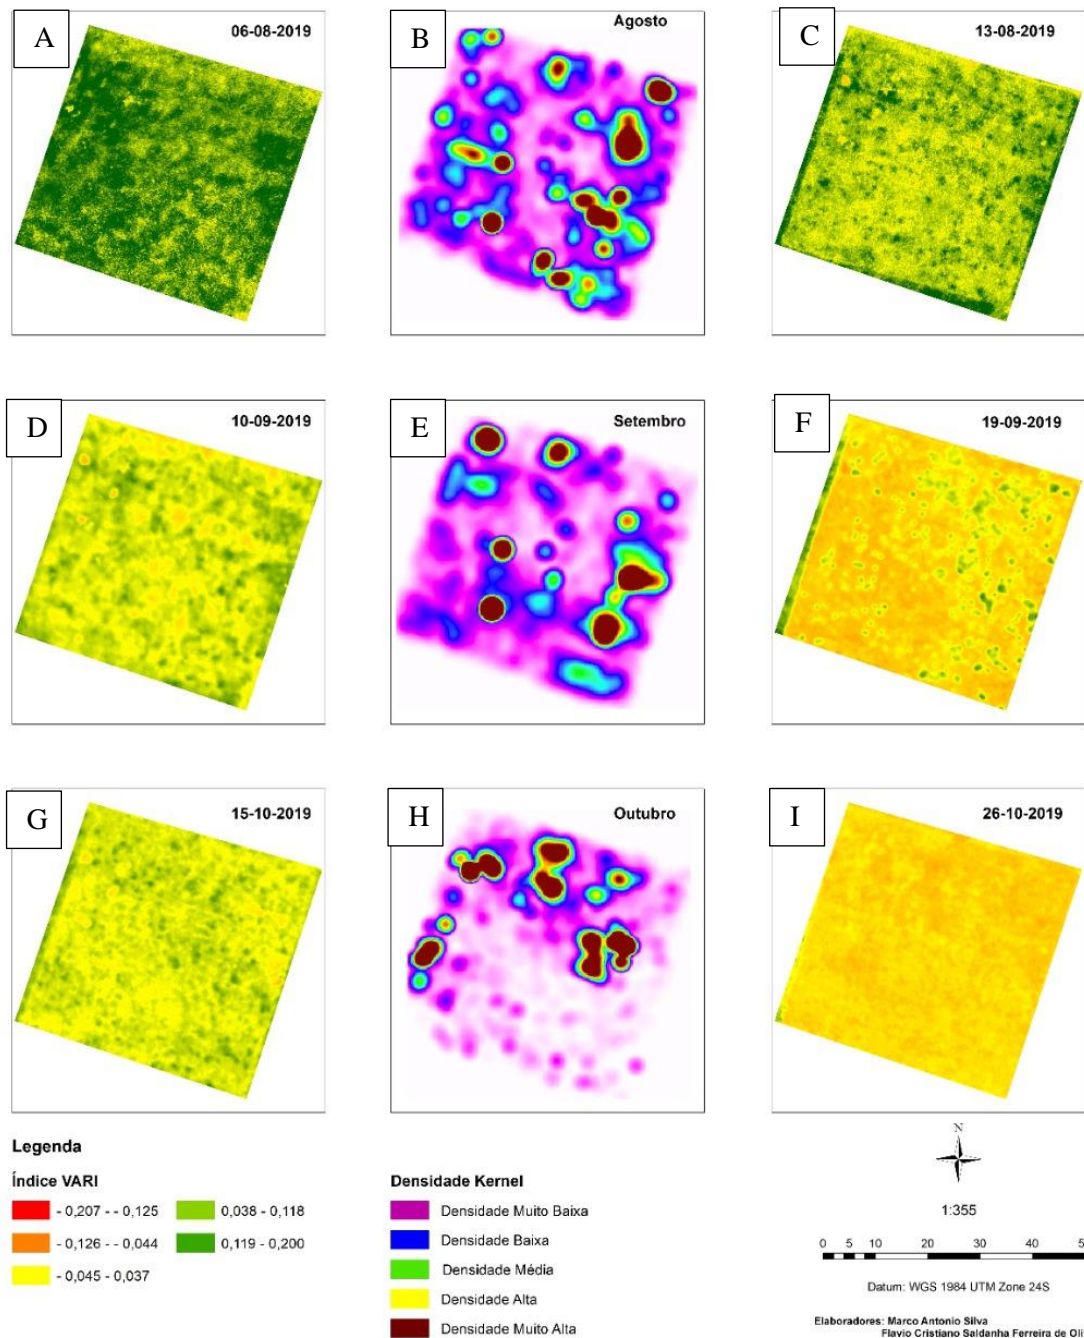 A
06-08-2019
B
Agosto
C
13-08-2019
D
10-09-2019
E
Setembro
F
19-09-2019
G
15-10-2019
H
Outubro
I
26-10-2019
Legenda
Índice VARI
- 0,207 - - 0,125
0,038 - 0,118
- 0,126 - - 0,044
0,119 - 0,200
- 0,045 - 0,037
Densidade Kernel
Densidade Muito Baixa
Densidade Baixa
Densidade Média
Densidade Alta
Densidade Muito Alta
N
1:355
0 5 10 20 30 40
Datum: WGS 1984 UTM Zone 24S
Elaboradores: Marco Antonio Silva
Flavio Cristiano Saldanha Ferreira de